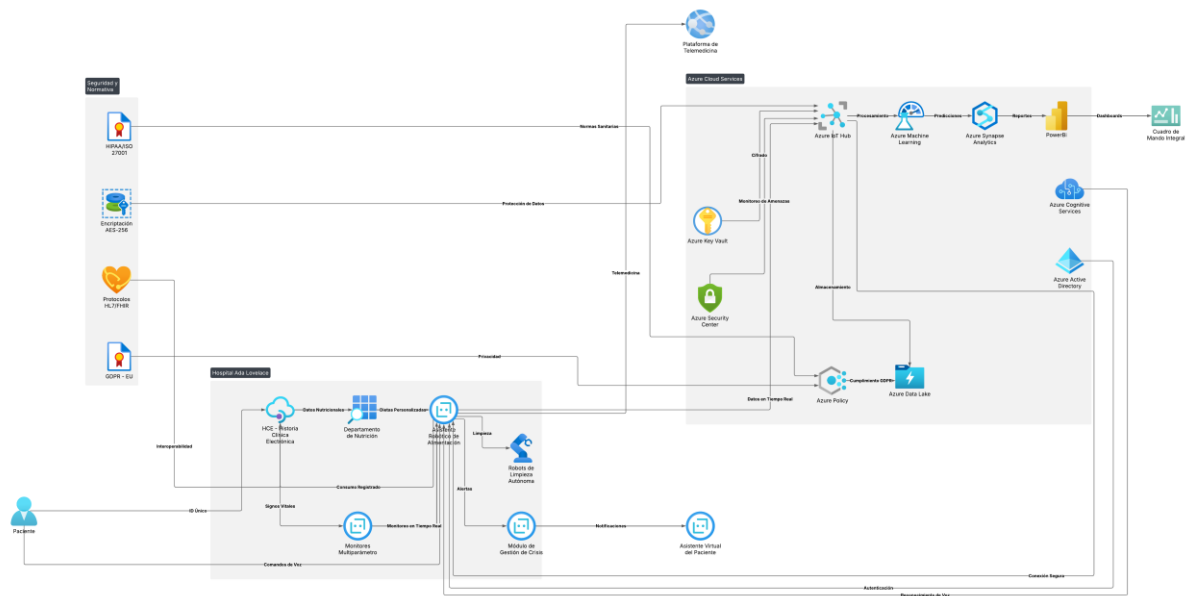 Plataforma de
Telemedicina
Seguridad y
Normativa
Azure Cloud Services
HIPAA/ISO
27001
Normas Sanitarias
Azure IoT Hub
Procesamiento
Azure Machine
Learning
Predicciones
Azure Synapse
Analytics
Reportes
PowerBI
Dashboards
Cuadro de
Mando Integral
Cifrado
Encriptación
AES-256
Protección de Datos
Monitoreo de Amenazas
Azure Key Vault
Azure Cognitive
Services
Telemedicina
Protocolos
HL7/FHIR
Azure Security
Center
Almacenamiento
Azure Active
Directory
GDPR - EU
Privacidad
Hospital Ada Lovelace
Azure Policy
Cumplimiento GDPR
Azure Data Lake
Datos en Tiempo Real
HCE - Historia
Clínica
Electrónica
Datos Nutricionales
Departamento
de Nutrición
Datos Personalizados
Asistente
Robótico de
Alimentación
Limpieza
Robots de
Limpieza
Autónoma
Interoperabilidad
Consumo Registrado
Alertas
Paciente
ID Único
Signos Vitales
Monitores
Multiparámetro
Monitoreo en Tiempo Real
Módulo de
Gestión de Crisis
Notificaciones
Asistente Virtual
del Paciente
Comandos de Voz
Conexión Segura
Autenticación
Reconocimiento de Voz